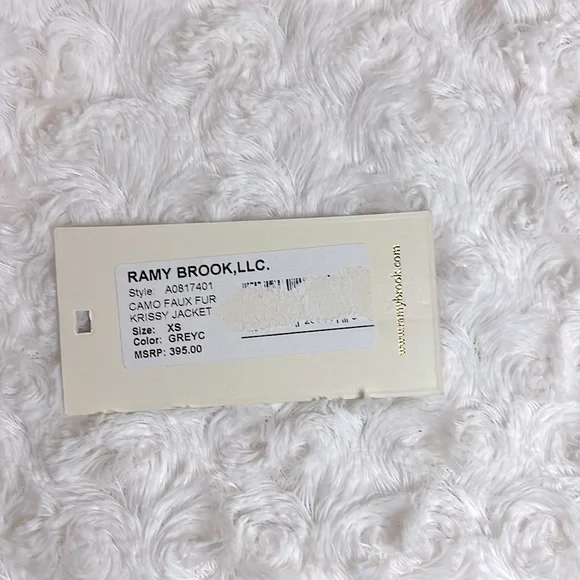 RAMY BROOK,LLC.
Style: A0817401
CAMO FAUX FUR
KRISSY JACKET
Size: XS
Color: GREYC
MSRP: 395.00
www.ramybrook.com